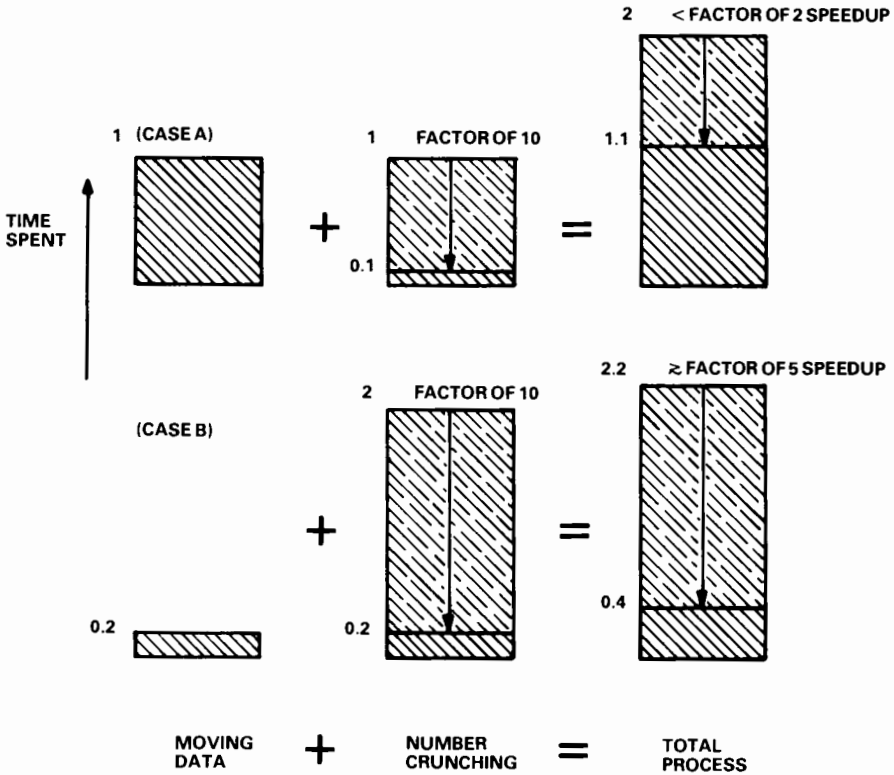 2 < FACTOR OF 2 SPEEDUP
1 (CASE A)
1 FACTOR OF 10
1.1
TIME
SPENT
+
=
0.1
2.2 ≳ FACTOR OF 5 SPEEDUP
2 FACTOR OF 10
(CASE B)
+
=
0.4
0.2
0.2
MOVING
DATA
+
NUMBER
CRUNCHING
=
TOTAL
PROCESS